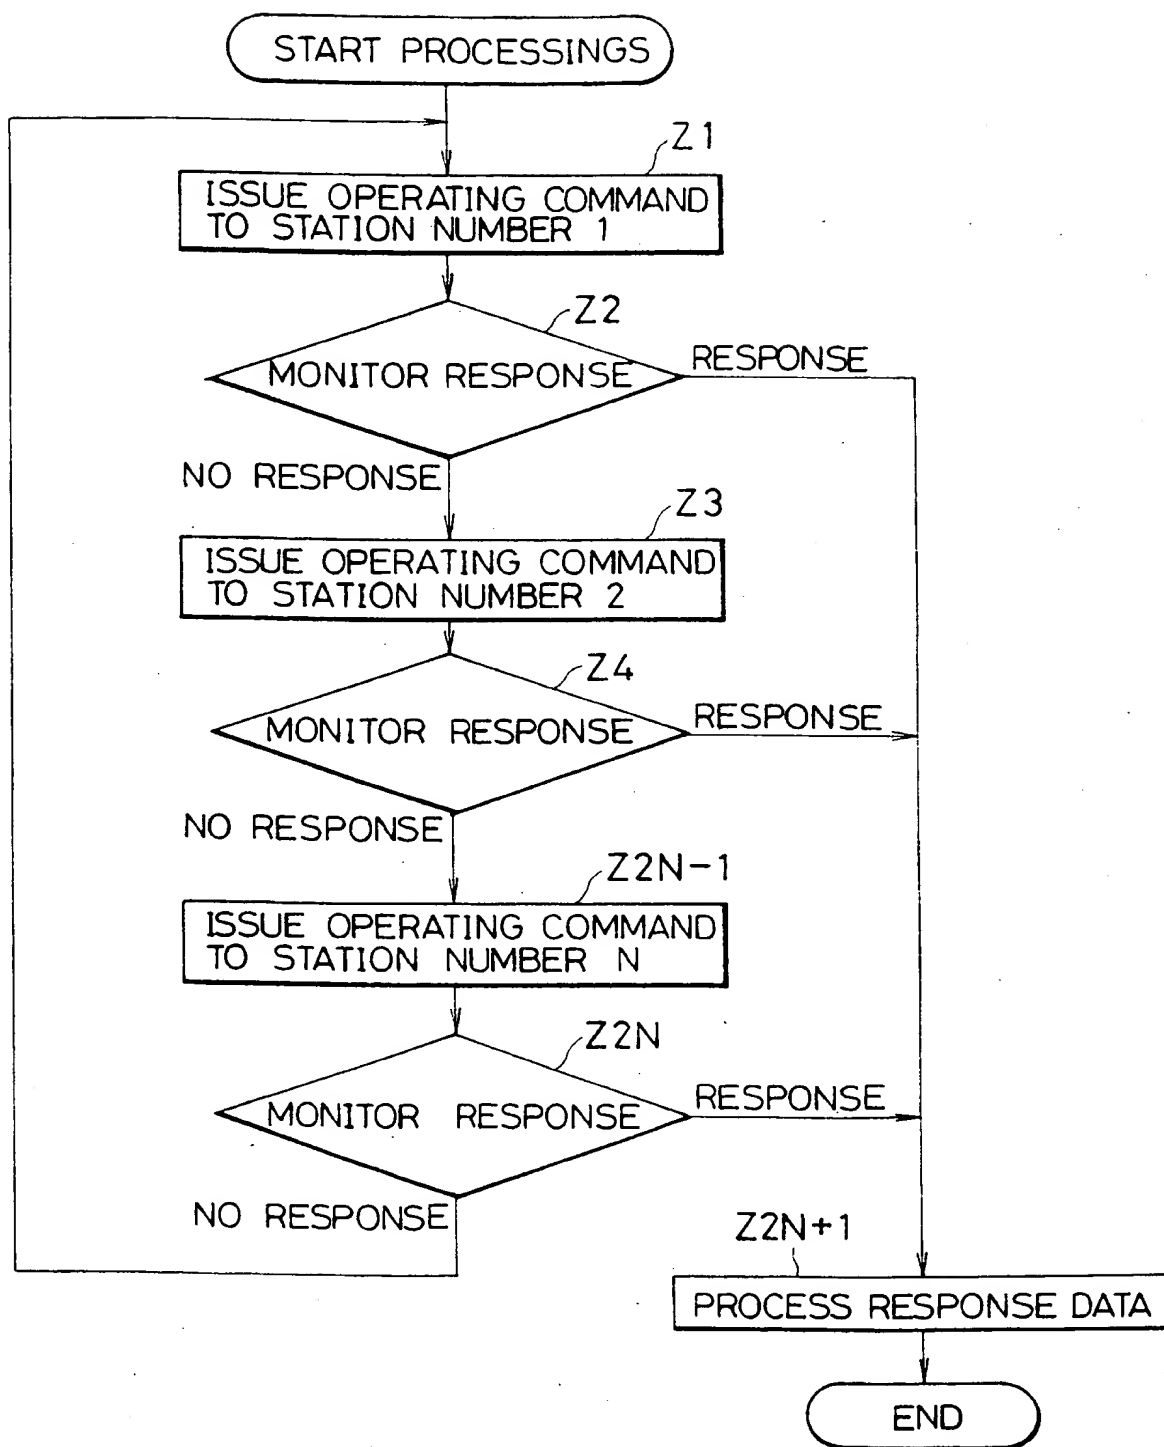 START PROCESSINGS
Z1
ISSUE OPERATING COMMAND
TO STATION NUMBER 1
Z2
MONITOR RESPONSE
RESPONSE
NO RESPONSE
Z3
ISSUE OPERATING COMMAND
TO STATION NUMBER 2
Z4
MONITOR RESPONSE
RESPONSE
NO RESPONSE
Z2N-1
ISSUE OPERATING COMMAND
TO STATION NUMBER N
Z2N
MONITOR RESPONSE
RESPONSE
NO RESPONSE
Z2N+1
PROCESS RESPONSE DATA
END